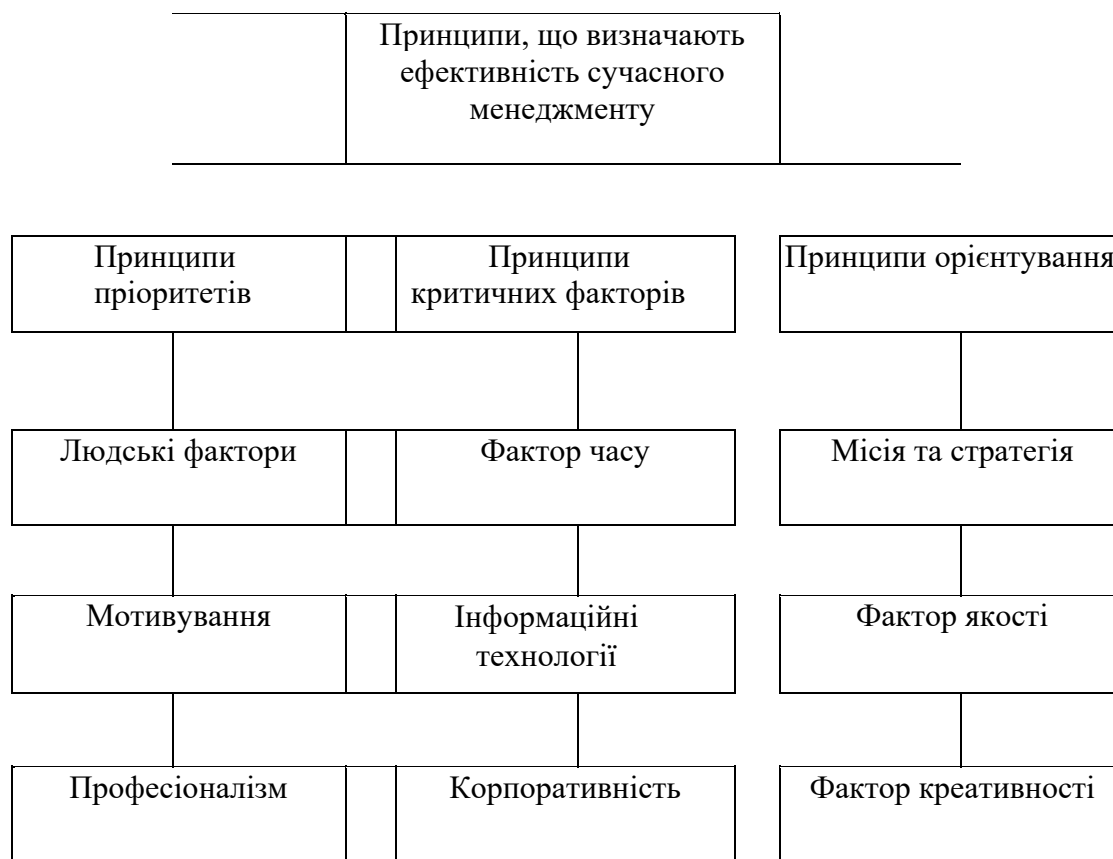 Принципи, що визначають
ефективність сучасного
менеджменту
Принципи
пріоритетів
Принципи
критичних факторів
Принципи орієнтування
Людські фактори
Фактор часу
Місія та стратегія
Мотивування
Інформаційні
технології
Фактор якості
Професіоналізм
Корпоративність
Фактор креативності